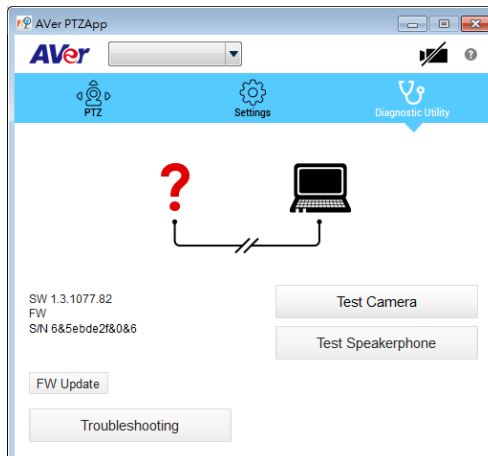 AVer PTZApp
AVer
?
PTZ
Settings
Diagnostic Utility
?
SW 1.3.1077.82
FW
S/N 6&5ebde2f&0&6
Test Camera
Test Speakerphone
FW Update
Troubleshooting